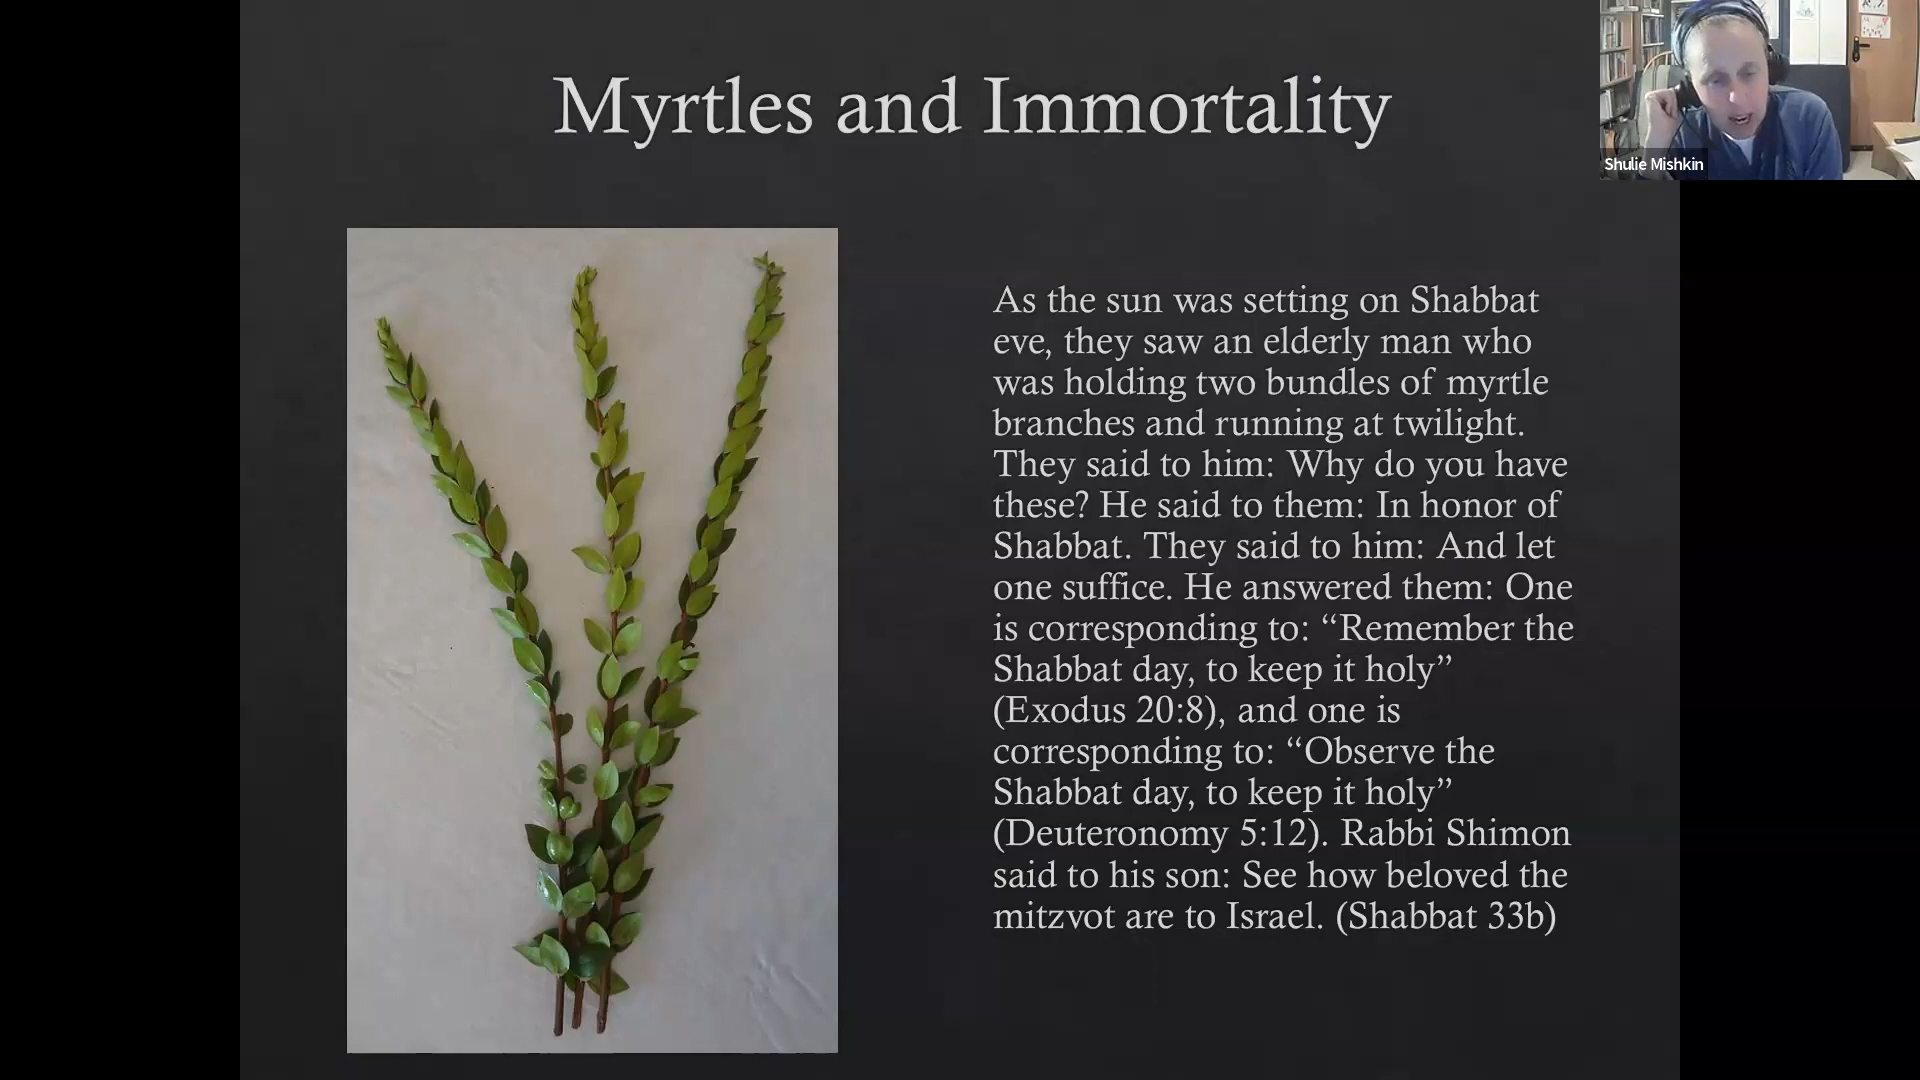 Myrtles and Immortality
Shulie Mishkin
As the sun was setting on Shabbat
eve, they saw an elderly man who
was holding two bundles of myrtle
branches and running at twilight.
They said to him: Why do you have
these? He said to them: In honor of
Shabbat. They said to him: And let
one suffice. He answered them: One
is corresponding to: “Remember the
Shabbat day, to keep it holy”
(Exodus 20:8), and one is
corresponding to: “Observe the
Shabbat day, to keep it holy”
(Deuteronomy 5:12). Rabbi Shimon
said to his son: See how beloved the
mitzvot are to Israel. (Shabbat 33b)